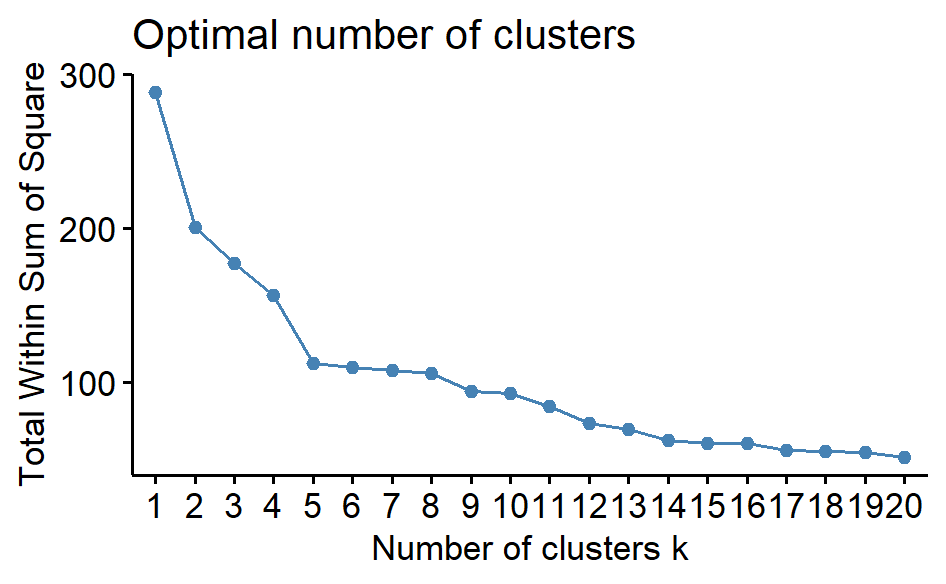 Optimal number of clusters
Total Within Sum of Square
300
200
100
1 2 3 4 5 6 7 8 9 10 11 12 13 14 15 16 17 18 19 20
Number of clusters k